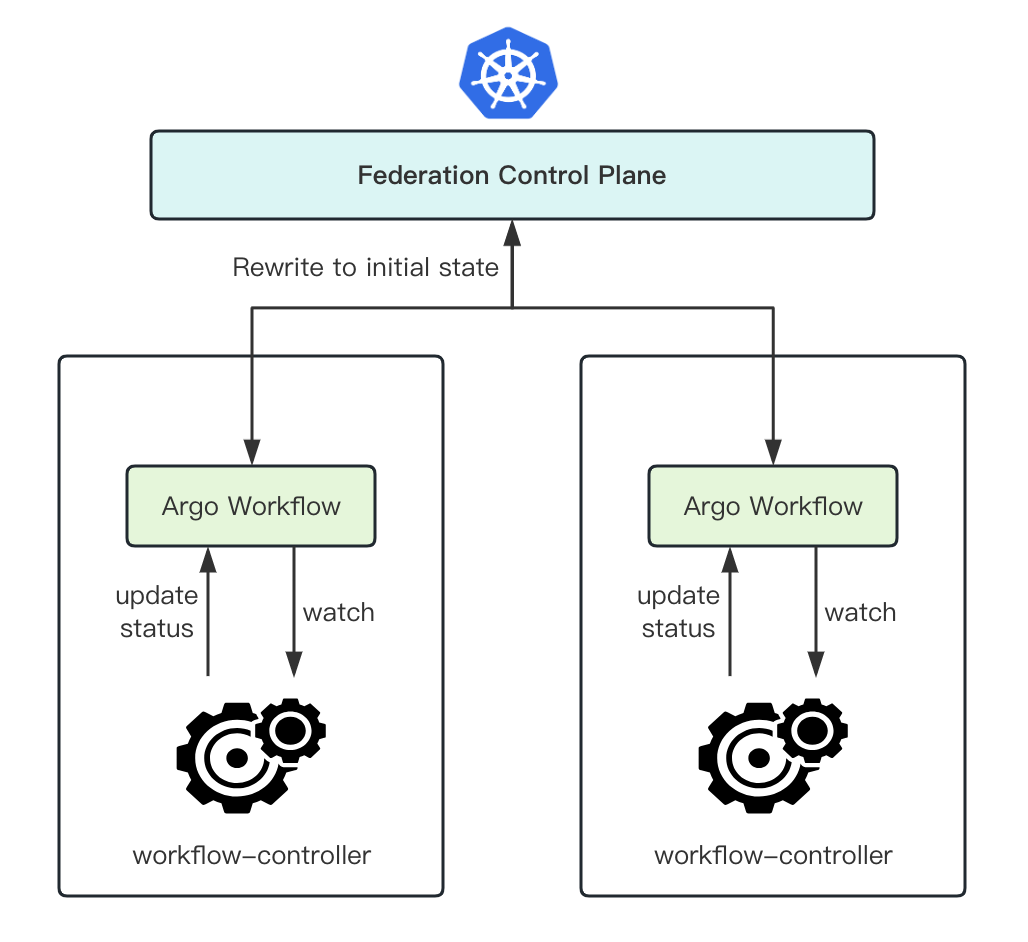 Federation Control Plane
Rewrite to initial state
Argo Workflow
update
status
watch
workflow–controller
Argo Workflow
update
status
watch
workflow–controller